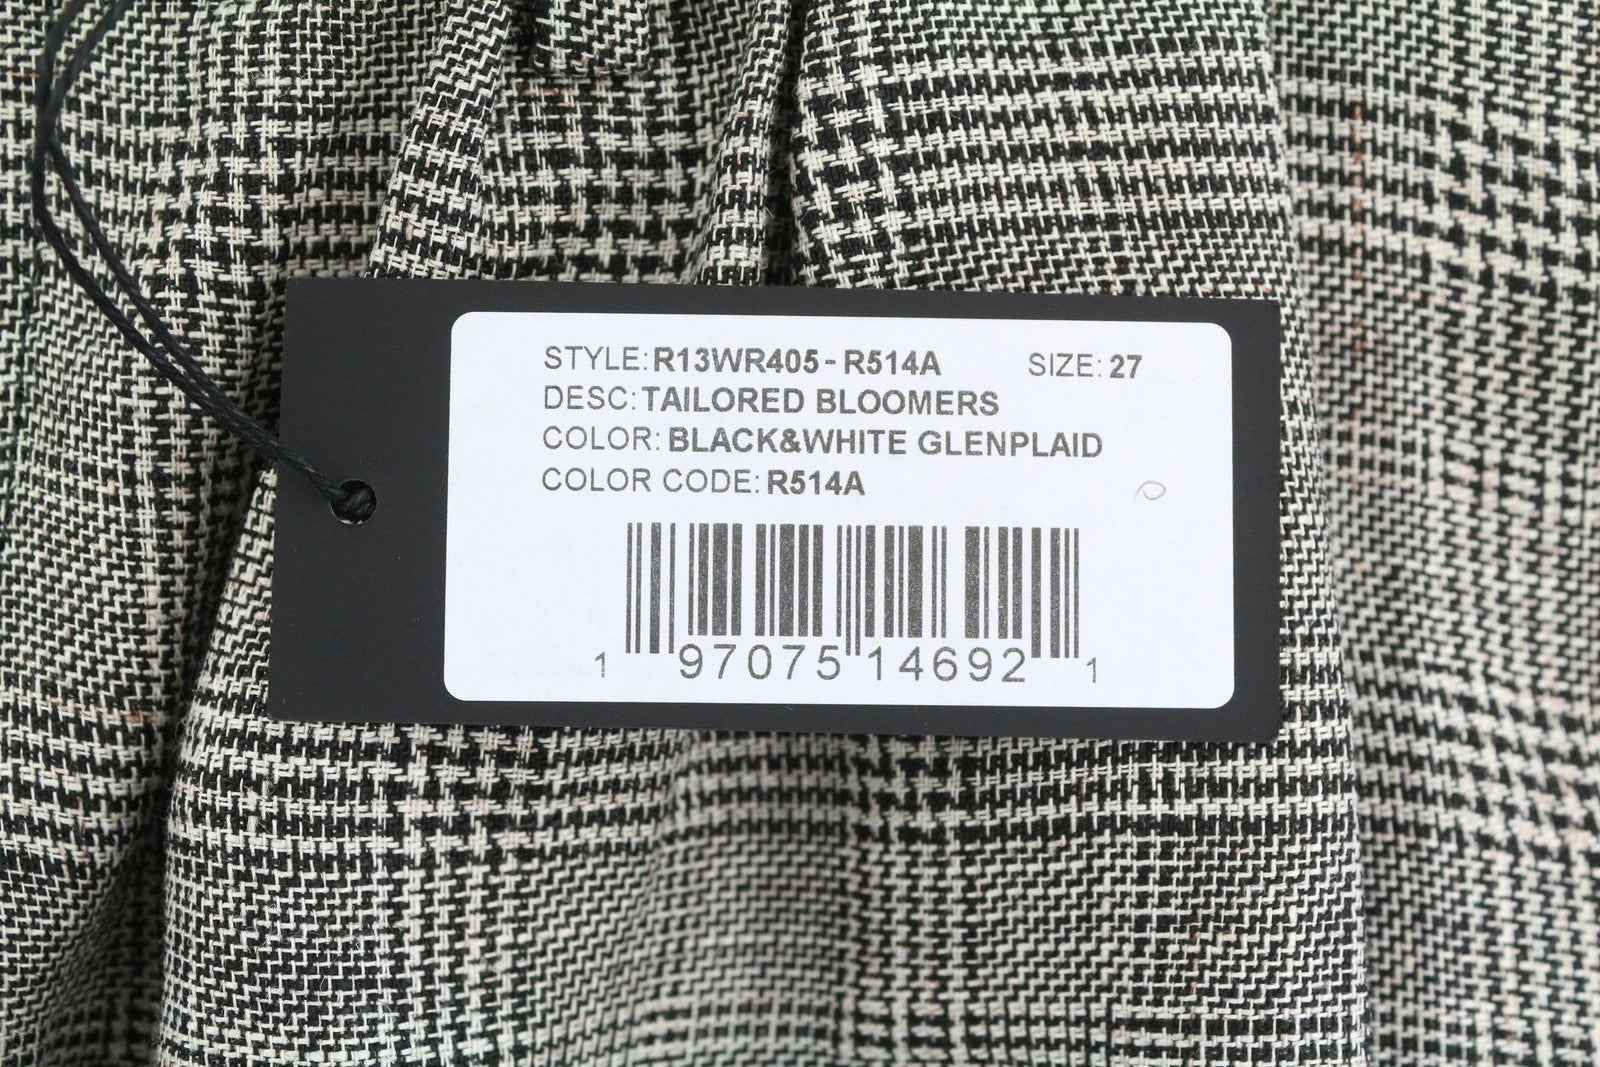 STYLE: R13WR405 - R514A SIZE: 27
DESC: TAILORED BLOOMERS
COLOR: BLACK&WHITE GLENPLAID
COLOR CODE: R514A
1 97075 14692 1